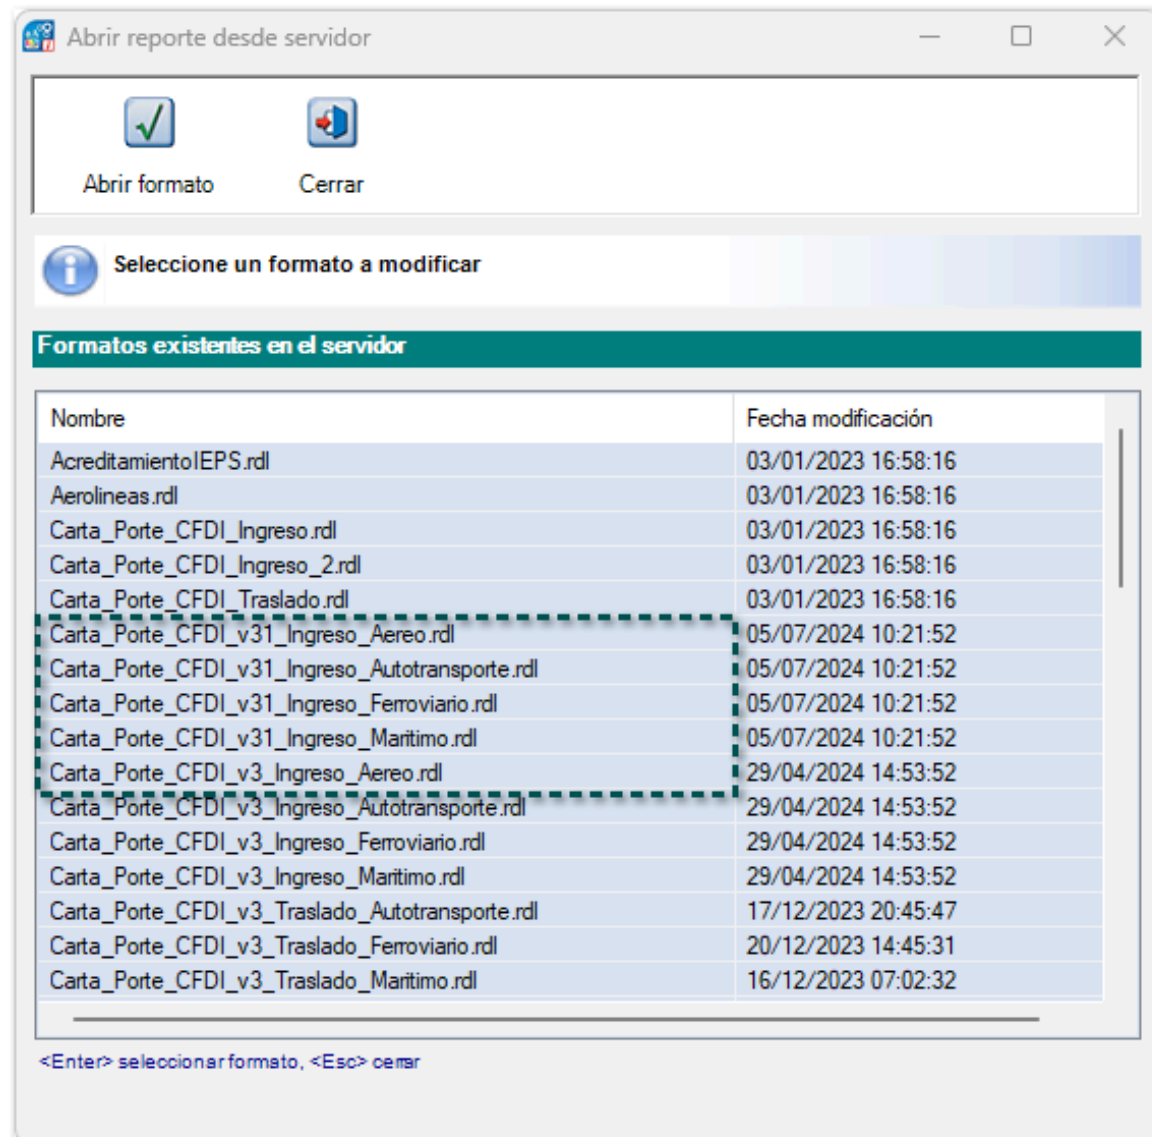 Abrir reporte desde servidor
Abrir formato Cerrar
Seleccione un formato a modificar
Formatos existentes en el servidor
Nombre Fecha modificación
AcreditamientoIEPS.rdl 03/01/2023 16:58:16
Aerolineas.rdl 03/01/2023 16:58:16
Carta_Porte_CFDI_Ingreso.rdl 03/01/2023 16:58:16
Carta_Porte_CFDI_Ingreso_2.rdl 03/01/2023 16:58:16
Carta_Porte_CFDI_Traslado.rdl 03/01/2023 16:58:16
Carta_Porte_CFDI_v31_Ingreso_Aereo.rdl 05/07/2024 10:21:52
Carta_Porte_CFDI_v31_Ingreso_Autotransporte.rdl 05/07/2024 10:21:52
Carta_Porte_CFDI_v31_Ingreso_Ferroviario.rdl 05/07/2024 10:21:52
Carta_Porte_CFDI_v31_Ingreso_Maritimo.rdl 05/07/2024 10:21:52
Carta_Porte_CFDI_v3_Ingreso_Aereo.rdl 29/04/2024 14:53:52
Carta_Porte_CFDI_v3_Ingreso_Autotransporte.rdl 29/04/2024 14:53:52
Carta_Porte_CFDI_v3_Ingreso_Ferroviario.rdl 29/04/2024 14:53:52
Carta_Porte_CFDI_v3_Ingreso_Maritimo.rdl 29/04/2024 14:53:52
Carta_Porte_CFDI_v3_Traslado_Autotransporte.rdl 17/12/2023 20:45:47
Carta_Porte_CFDI_v3_Traslado_Ferroviario.rdl 20/12/2023 14:45:31
Carta_Porte_CFDI_v3_Traslado_Maritimo.rdl 16/12/2023 07:02:32
<Enter> seleccionar formato, <Esc> cerrar